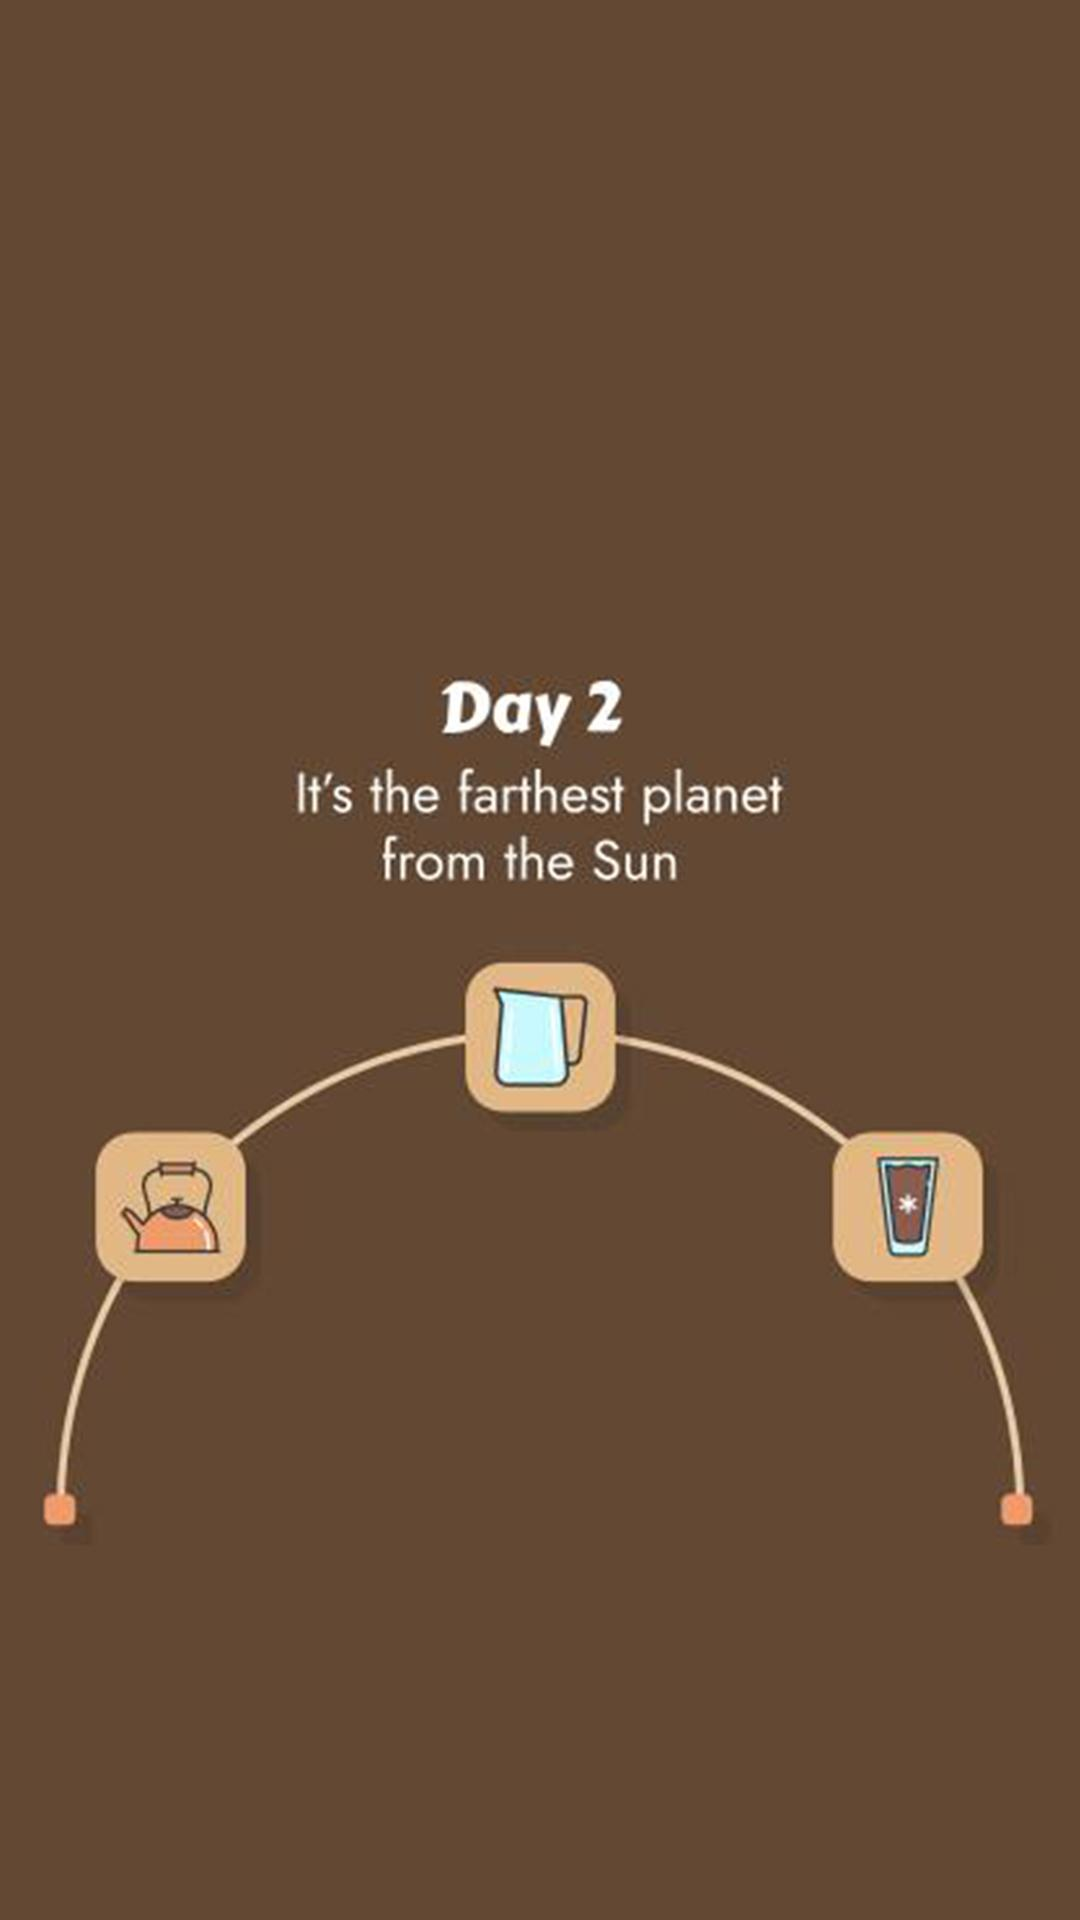 Day 2
It’s the farthest planet
from the Sun